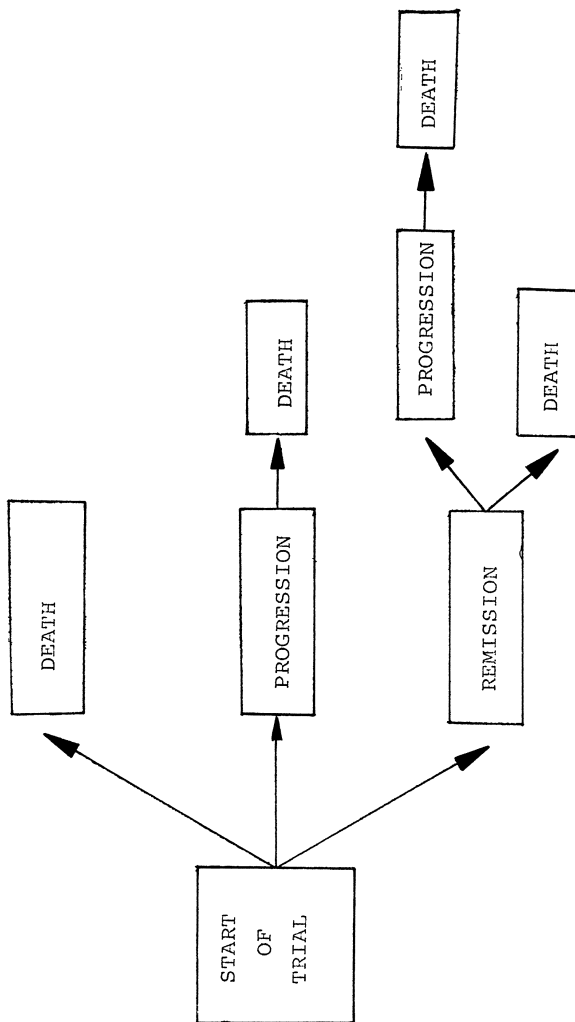 START
OF
TRIAL
DEATH
PROGRESSION
DEATH
REMISSION
PROGRESSION
DEATH
DEATH